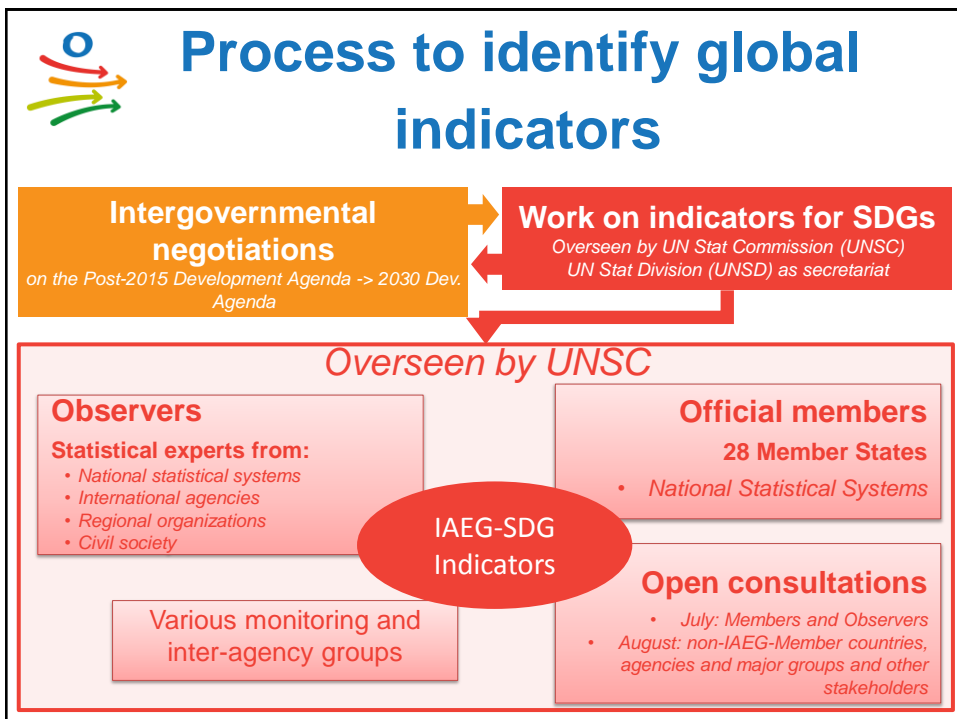 Process to identify global
indicators
Intergovernmental
negotiations
on the Post-2015 Development Agenda -> 2030 Dev.
Agenda
Work on indicators for SDGs
Overseen by UN Stat Commission (UNSC)
UN Stat Division (UNSD) as secretariat
Overseen by UNSC
Observers
Statistical experts from:
• National statistical systems
• International agencies
• Regional organizations
• Civil society
Official members
28 Member States
• National Statistical Systems
IAEG-SDG
Indicators
Various monitoring and
inter-agency groups
Open consultations
• July: Members and Observers
• August: non-IAEG-Member countries,
agencies and major groups and other
stakeholders